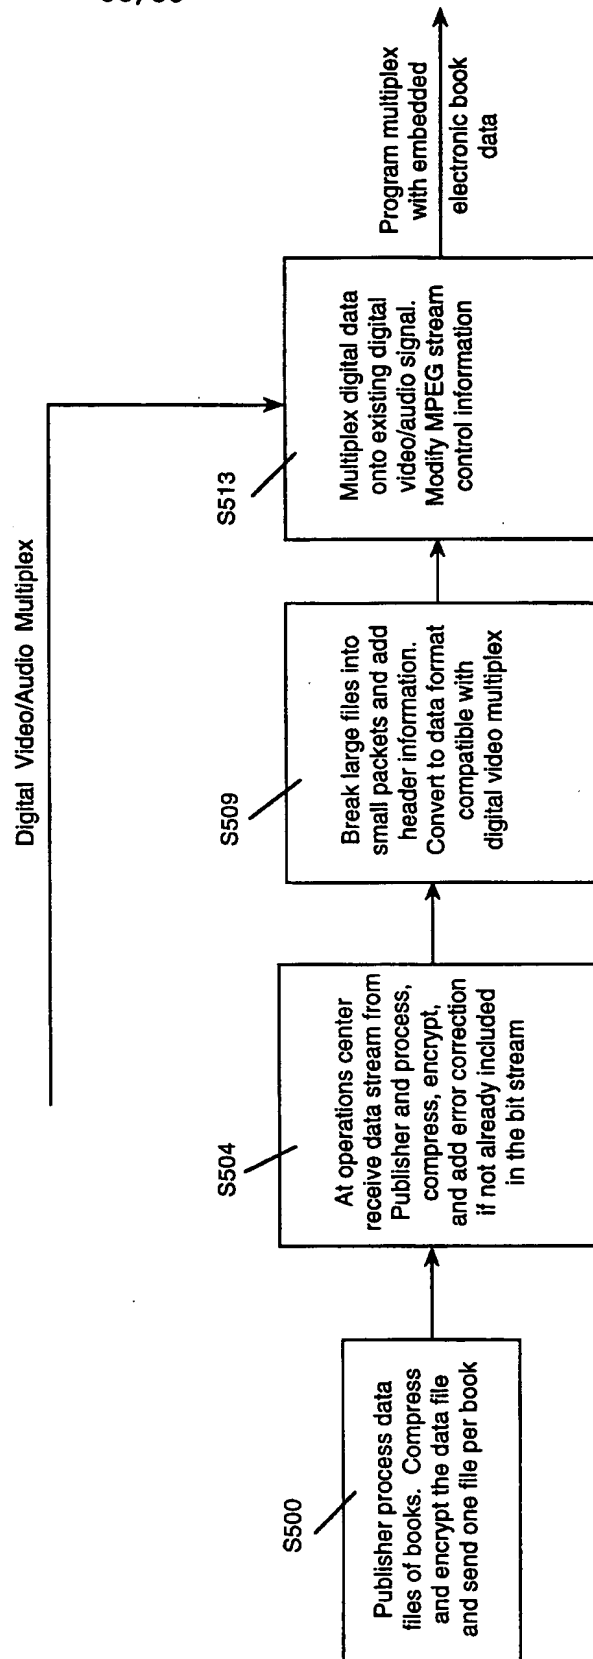 Digital Video/Audio Multiplex
S500
Publisher process data
files of books. Compress
and encrypt the data file
and send one file per book
S504
At operations center
receive data stream from
Publisher and process,
compress, encrypt,
and add error correction
if not already included
in the bit stream
S509
Break large files into
small packets and add
header information.
Convert to data format
compatible with
digital video multiplex
S513
Multiplex digital data
onto existing digital
video/audio signal.
Modify MPEG stream
control information
Program multiplex
with embedded
electronic book
data